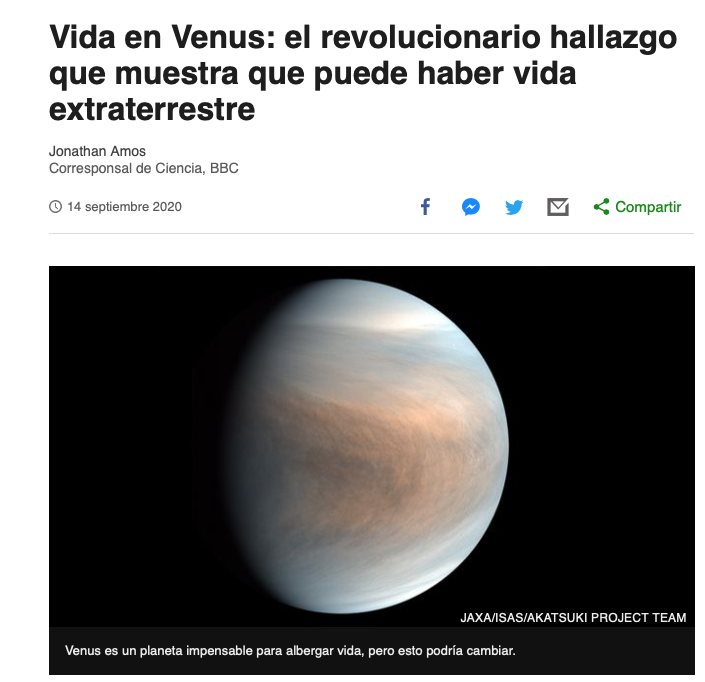 Vida en Venus: el revolucionario hallazgo
que muestra que puede haber vida
extraterrestre
Jonathan Amos
Corresponsal de Ciencia, BBC
14 septiembre 2020
Compartir
JAXA/ISAS/AKATSUKI PROJECT TEAM
Venus es un planeta impensable para albergar vida, pero esto podría cambiar.